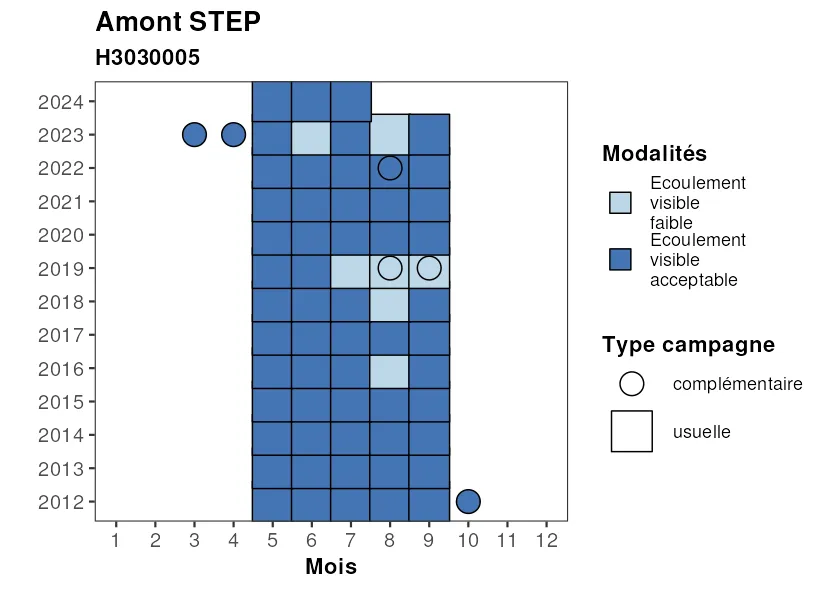 Amont STEP
H3030005
2024
2023
2022
2021
2020
2019
2018
2017
2016
2015
2014
2013
2012
1 2 3 4 5 6 7 8 9 10 11 12
Mois
Modalités
Ecoulement
visible
faible
Ecoulement
visible
acceptable
Type campagne
complémentaire
usuelle